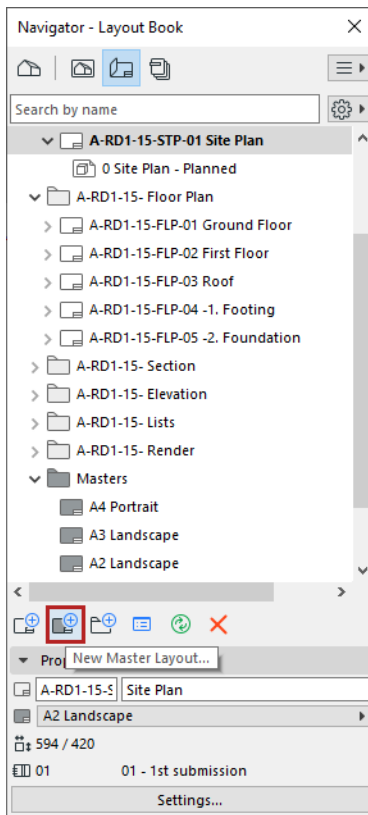 Navigator - Layout Book
Search by name
A-RD1-15-STP-01 Site Plan
0 Site Plan - Planned
A-RD1-15- Floor Plan
A-RD1-15-FLP-01 Ground Floor
A-RD1-15-FLP-02 First Floor
A-RD1-15-FLP-03 Roof
A-RD1-15-FLP-04 -1. Footing
A-RD1-15-FLP-05 -2. Foundation
A-RD1-15- Section
A-RD1-15- Elevation
A-RD1-15- Lists
A-RD1-15- Render
Masters
A4 Portrait
A3 Landscape
A2 Landscape
Prop
New Master Layout...
A-RD1-15-S Site Plan
A2 Landscape
594 / 420
01 01 - 1st submission
Settings...